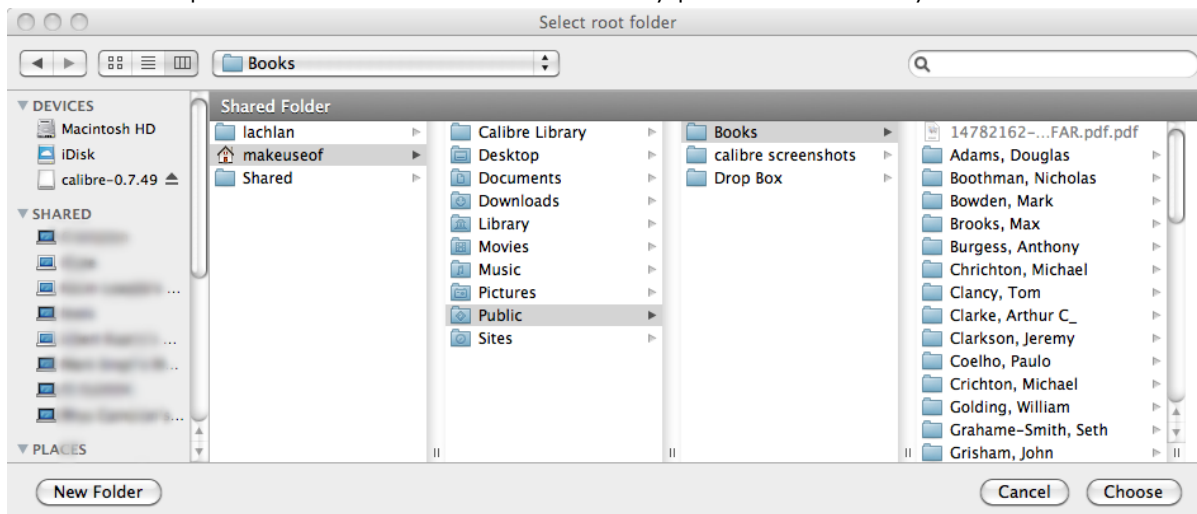 Select root folder
Books
DEVICES
Macintosh HD
iDisk
calibre-0.7.49
SHARED
PLACES
Shared Folder
lachlan
makeuseof
Shared
Calibre Library
Desktop
Documents
Downloads
Library
Movies
Music
Pictures
Public
Sites
Books
calibre screenshots
Drop Box
14782162-...FAR.pdf.pdf
Adams, Douglas
Boothman, Nicholas
Bowden, Mark
Brooks, Max
Burgess, Anthony
Chrichton, Michael
Clancy, Tom
Clarke, Arthur C_
Clarkson, Jeremy
Coelho, Paulo
Crichton, Michael
Golding, William
Grahame-Smith, Seth
Grisham, John
New Folder
Cancel
Choose